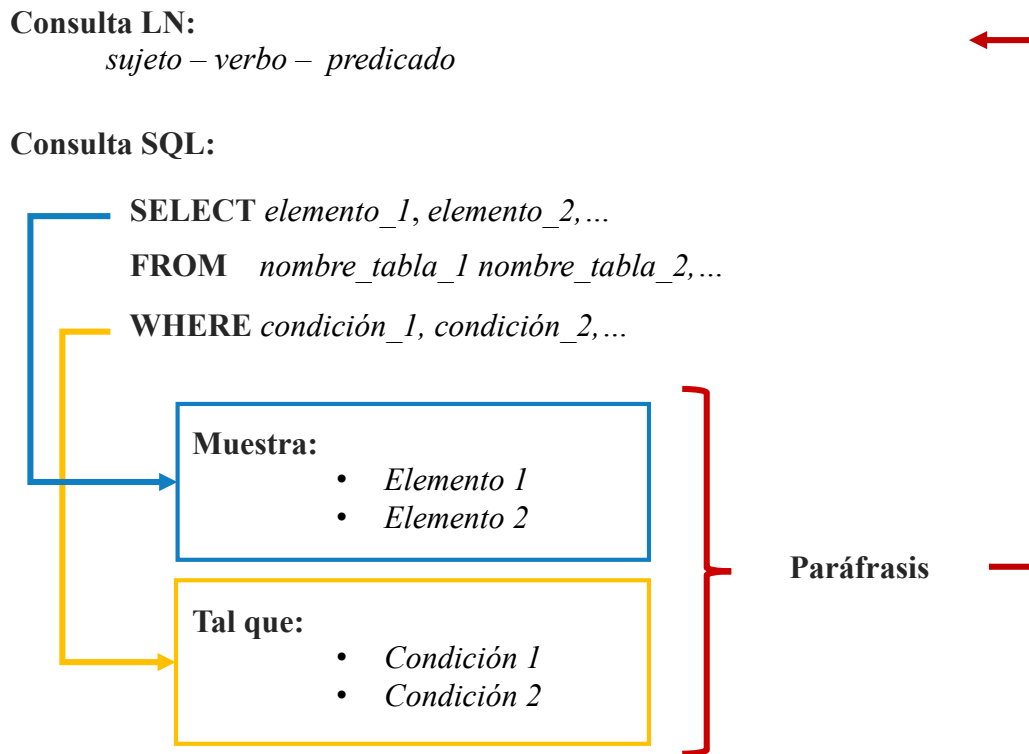 Consulta LN:
sujeto – verbo – predicado
Consulta SQL:
SELECT elemento_1, elemento_2,…
FROM nombre_tabla_1 nombre_tabla_2,…
WHERE condición_1, condición_2,…
Muestra:
• Elemento 1
• Elemento 2
Paráfrasis
Tal que:
• Condición 1
• Condición 2